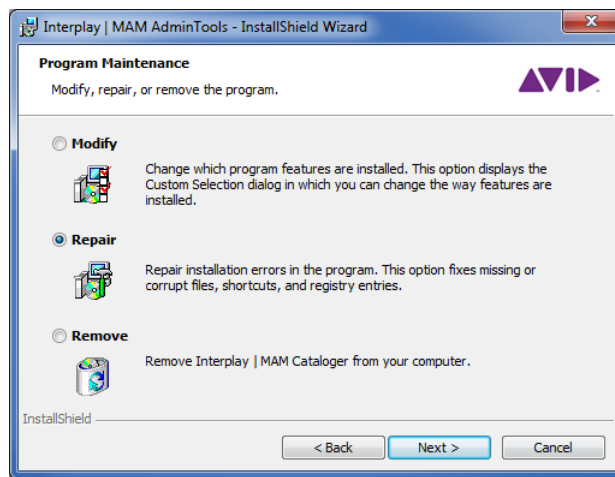 Interplay | MAM AdminTools - InstallShield Wizard
Program Maintenance
Modify, repair, or remove the program.
AVID
Modify
Change which program features are installed. This option displays the
Custom Selection dialog in which you can change the way features are
installed.
Repair
Repair installation errors in the program. This option fixes missing or
corrupt files, shortcuts, and registry entries.
Remove
Remove Interplay | MAM Cataloger from your computer.
InstallShield
< Back
Next >
Cancel